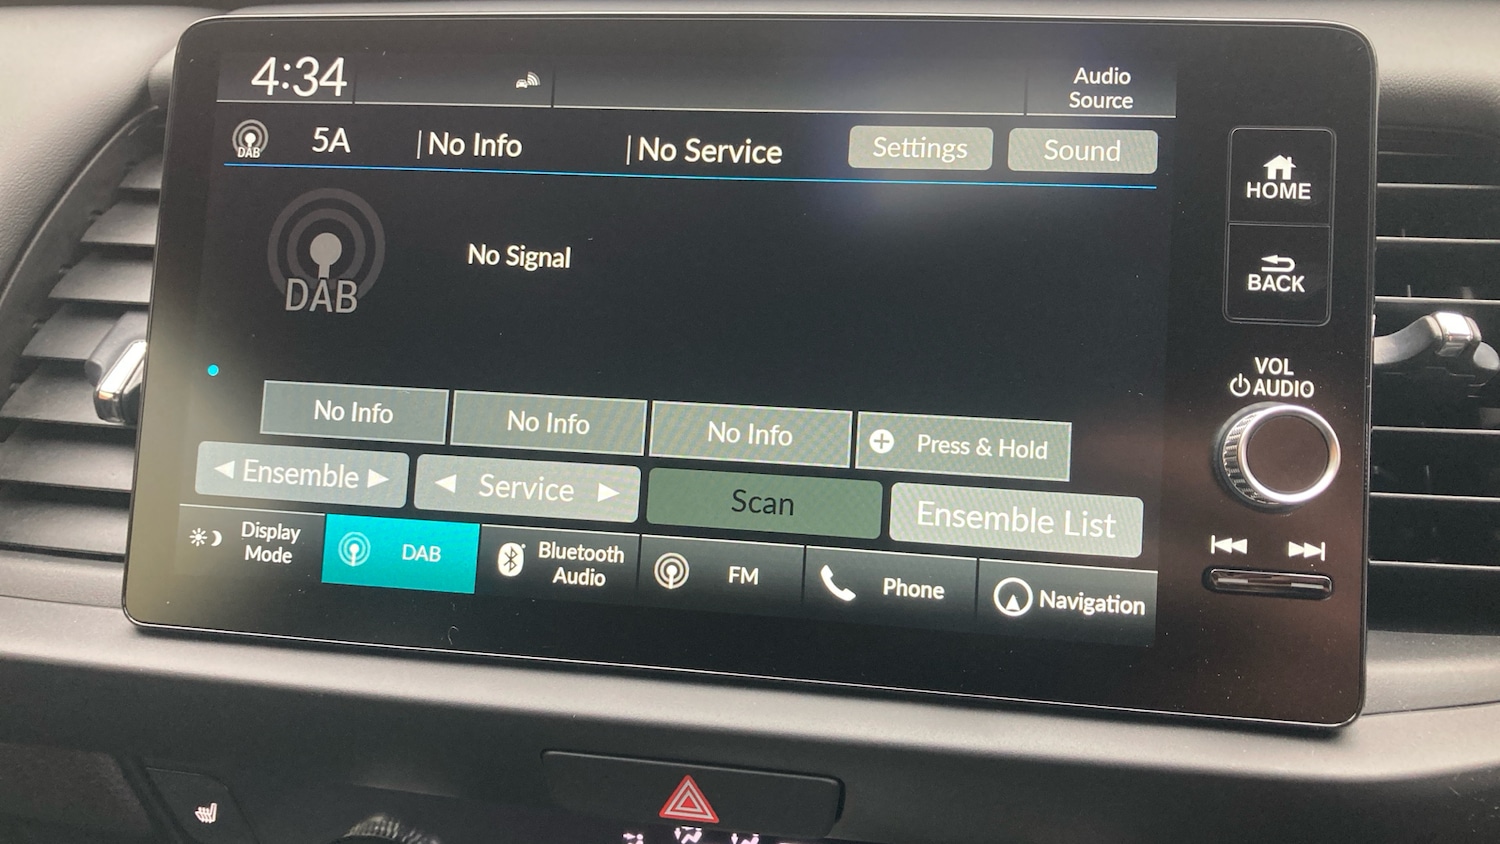 4:34
Audio
Source
DAB
5A
|No Info
|No Service
Settings
Sound
HOME
DAB
No Signal
BACK
VOL
AUDIO
No Info
No Info
No Info
Press & Hold
Ensemble
Service
Scan
Ensemble List
Display
Mode
DAB
Bluetooth
Audio
FM
Phone
Navigation